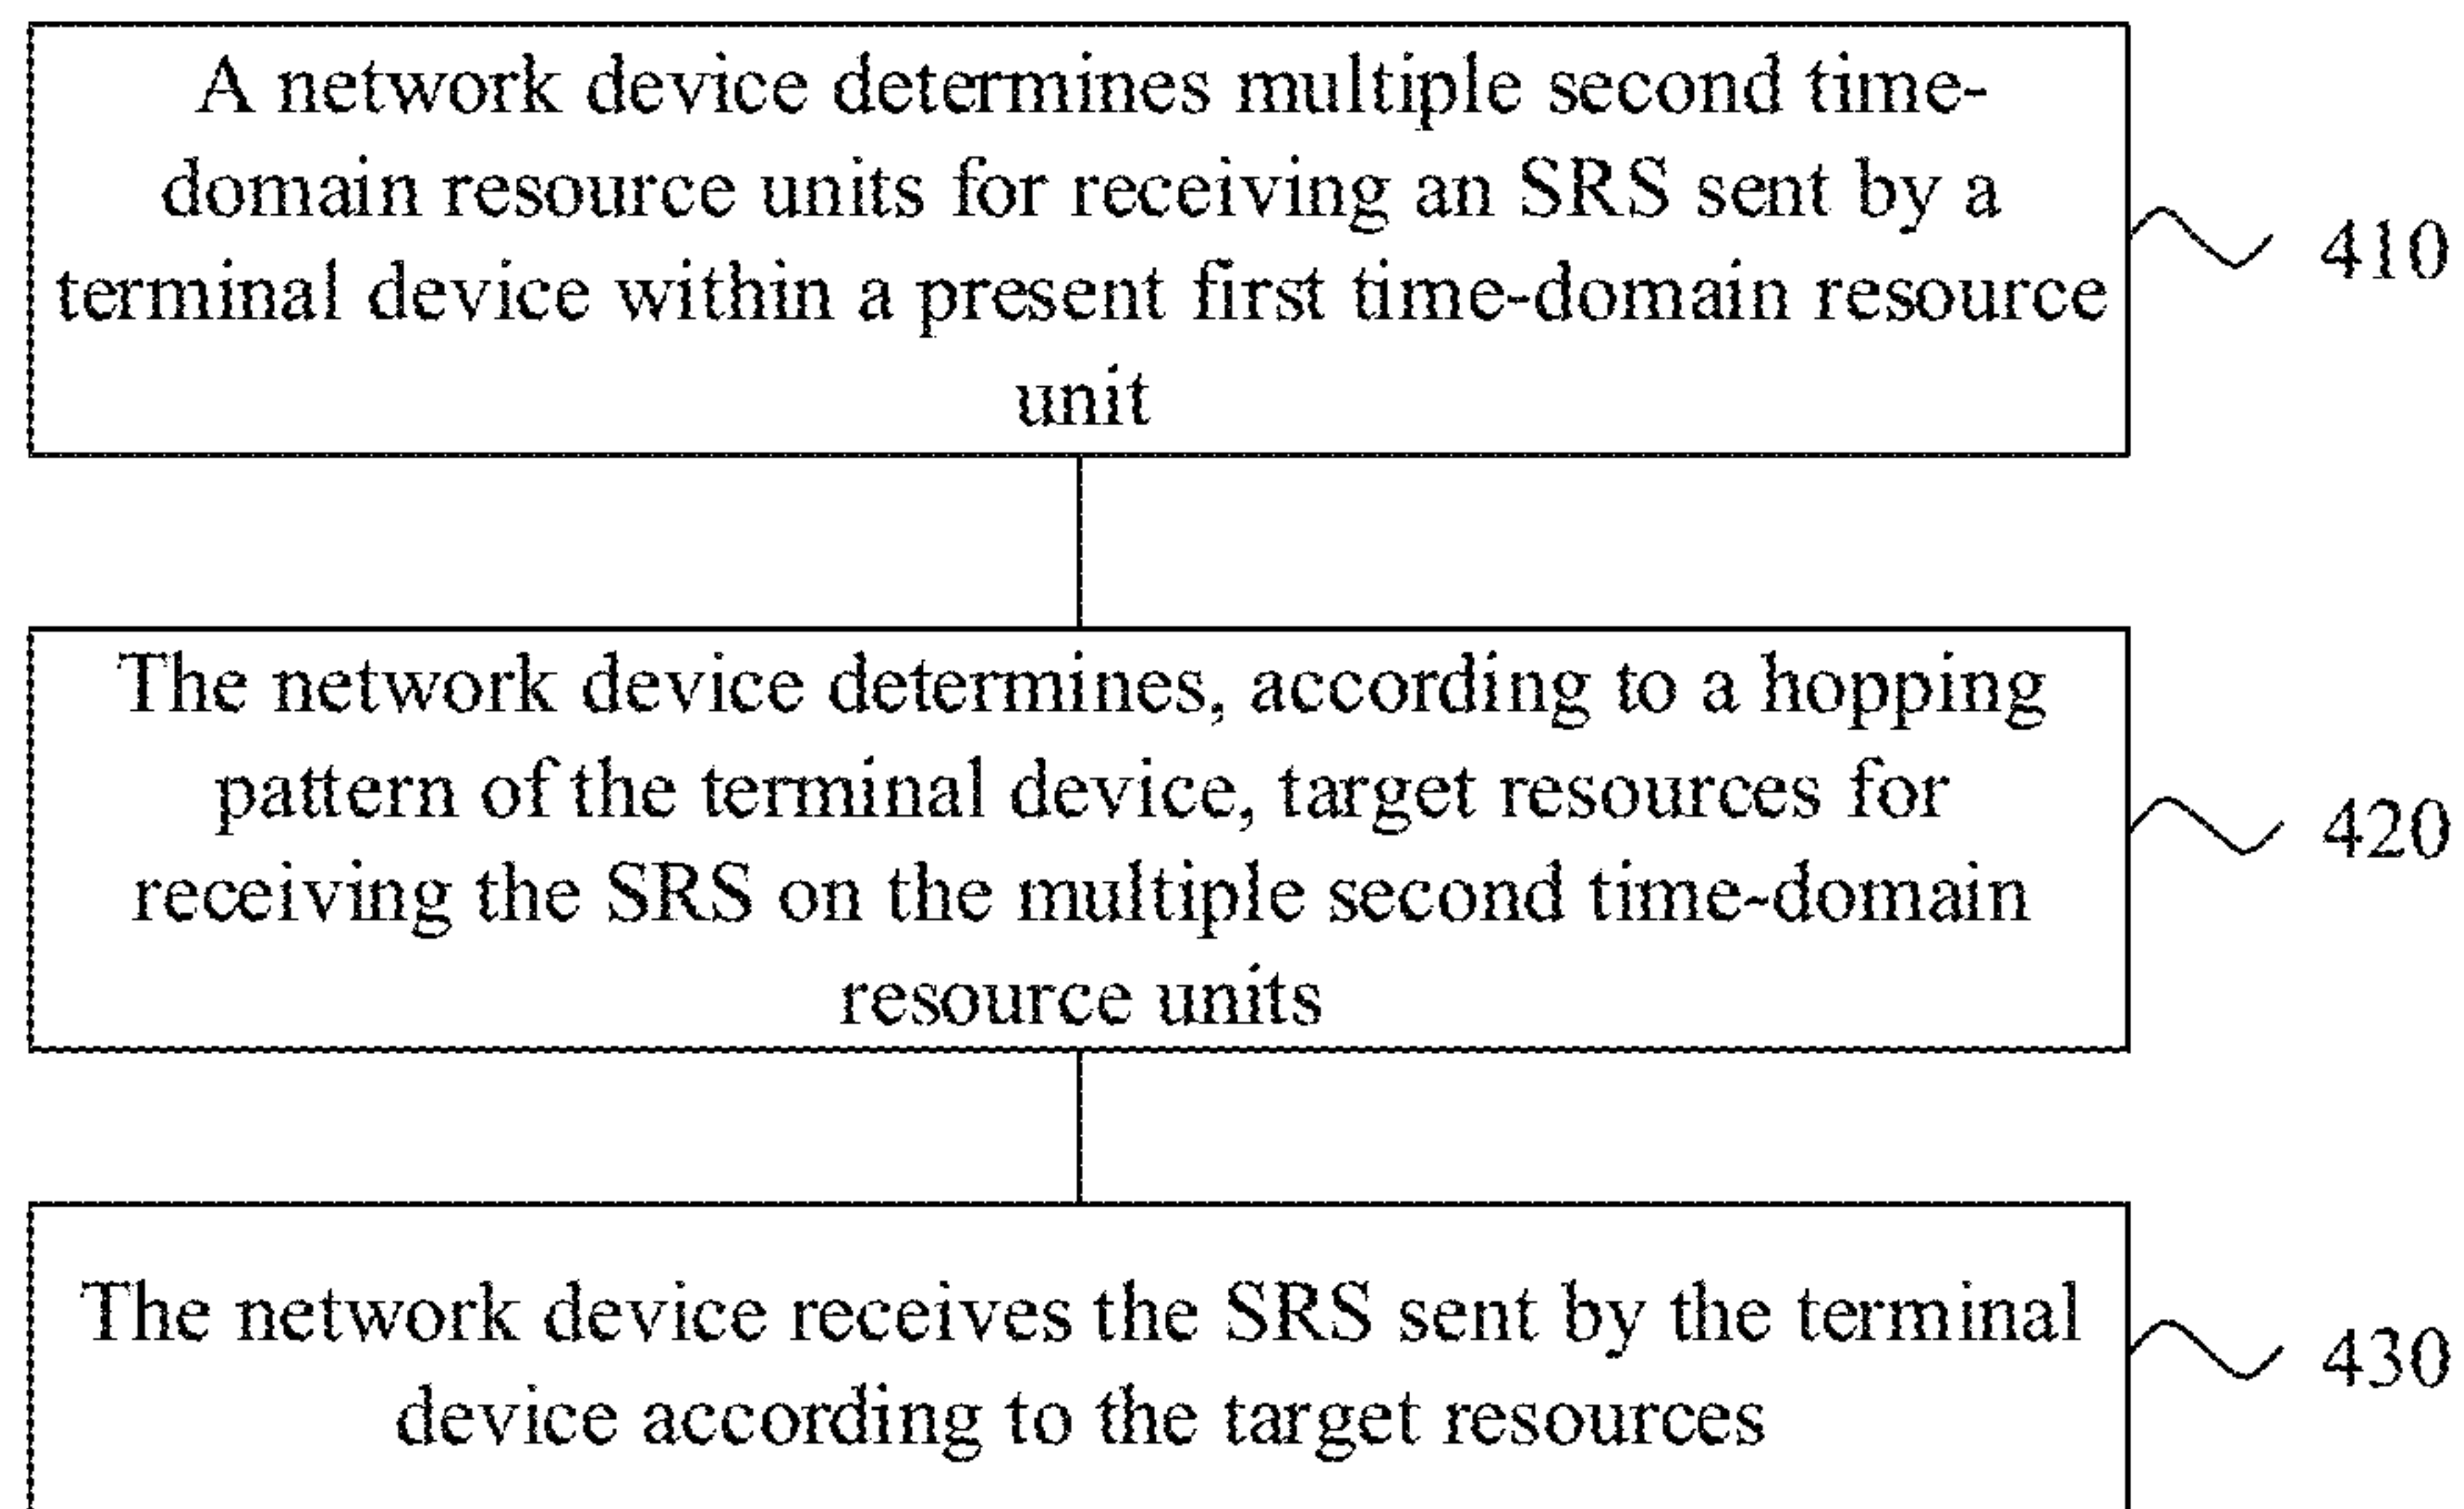 A network device determines multiple second time-
domain resource units for receiving an SRS sent by a
terminal device within a present first time-domain resource
unit
410
The network device determines, according to a hopping
pattern of the terminal device, target resources for
receiving the SRS on the multiple second time-domain
resource units
420
The network device receives the SRS sent by the terminal
device according to the target resources
430